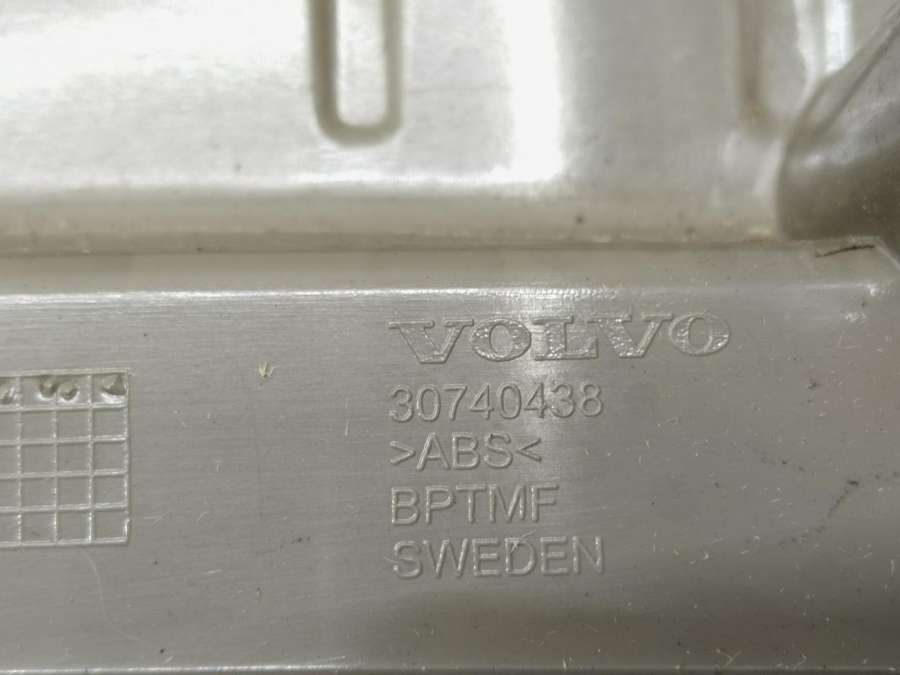 VOLVO
30740438
>ABS<
BPTMF
SWEDEN